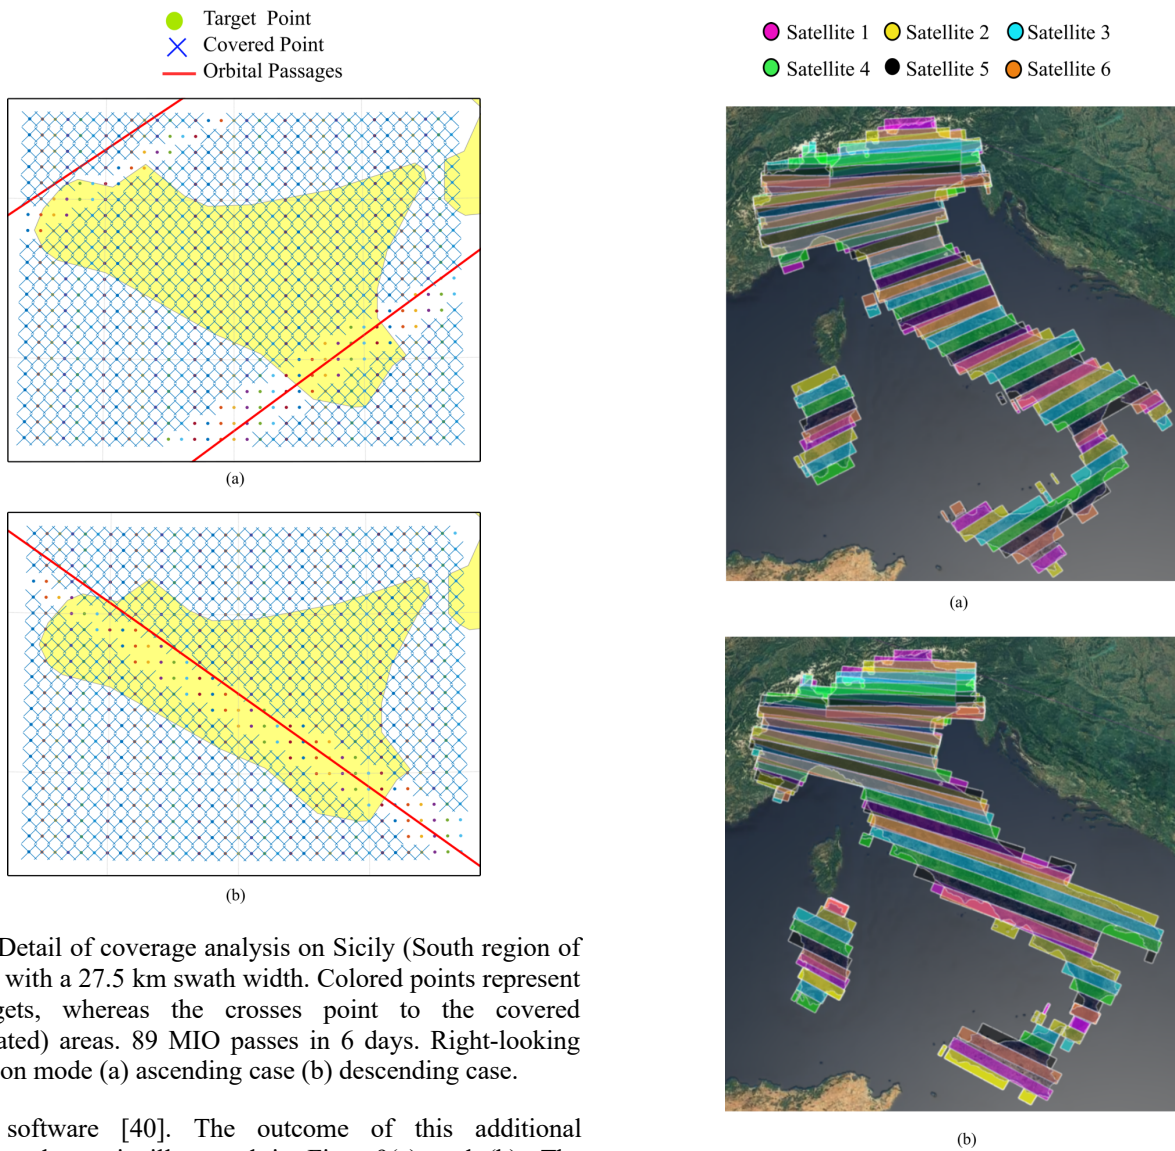 Target Point
Covered Point
Orbital Passages
(a)
(b)
Detail of coverage analysis on Sicily (South region of
with a 27.5 km swath width. Colored points represent
gets, whereas the crosses point to the covered
ated) areas. 89 MIO passes in 6 days. Right-looking
on mode (a) ascending case (b) descending case.
software [40]. The outcome of this additional
Satellite 1 Satellite 2 Satellite 3
Satellite 4 Satellite 5 Satellite 6
(a)
(b)